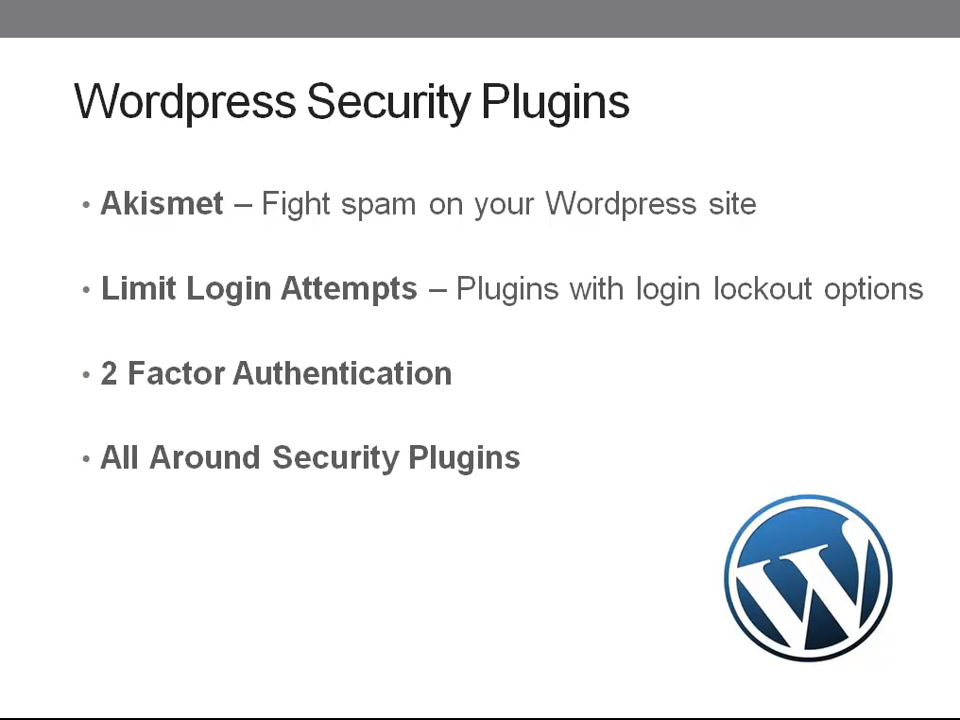 Wordpress Security Plugins
• Akismet – Fight spam on your Wordpress site
• Limit Login Attempts – Plugins with login lockout options
• 2 Factor Authentication
• All Around Security Plugins
W